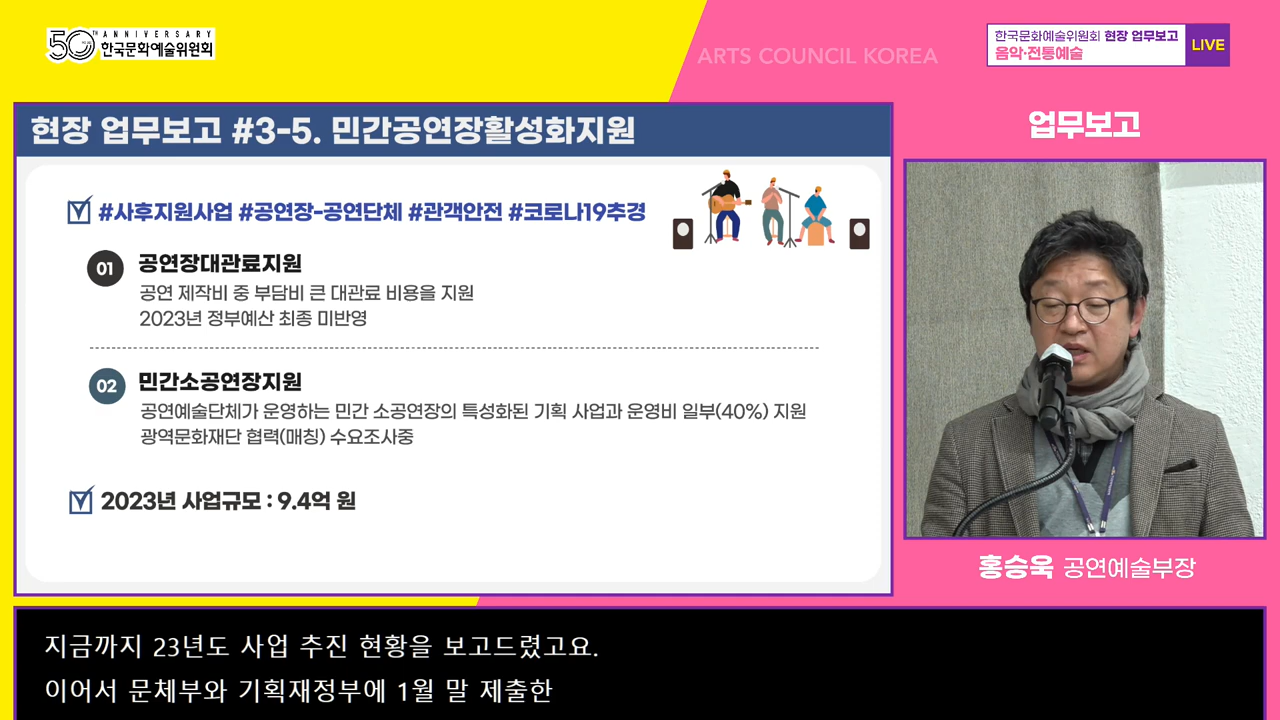 50TH ANNIVERSARY
한국문화예술위원회
ARTS COUNCIL KOREA
한국문화예술위원회 현장 업무보고
음악·전통예술
LIVE
현장 업무보고 #3-5. 민간공연장활성화지원
#사후지원사업 #공연장-공연단체 #관객안전 #코로나19추경
01 공연장대관료지원
공연 제작비 중 부담비 큰 대관료 비용을 지원
2023년 정부예산 최종 미반영
02 민간소공연장지원
공연예술단체가 운영하는 민간 소공연장의 특성화된 기획 사업과 운영비 일부(40%) 지원
광역문화재단 협력(매칭) 수요조사중
2023년 사업규모 : 9.4억 원
업무보고
홍승욱 공연예술부장
지금까지 23년도 사업 추진 현황을 보고드렸고요.
이어서 문체부와 기획재정부에 1월 말 제출한